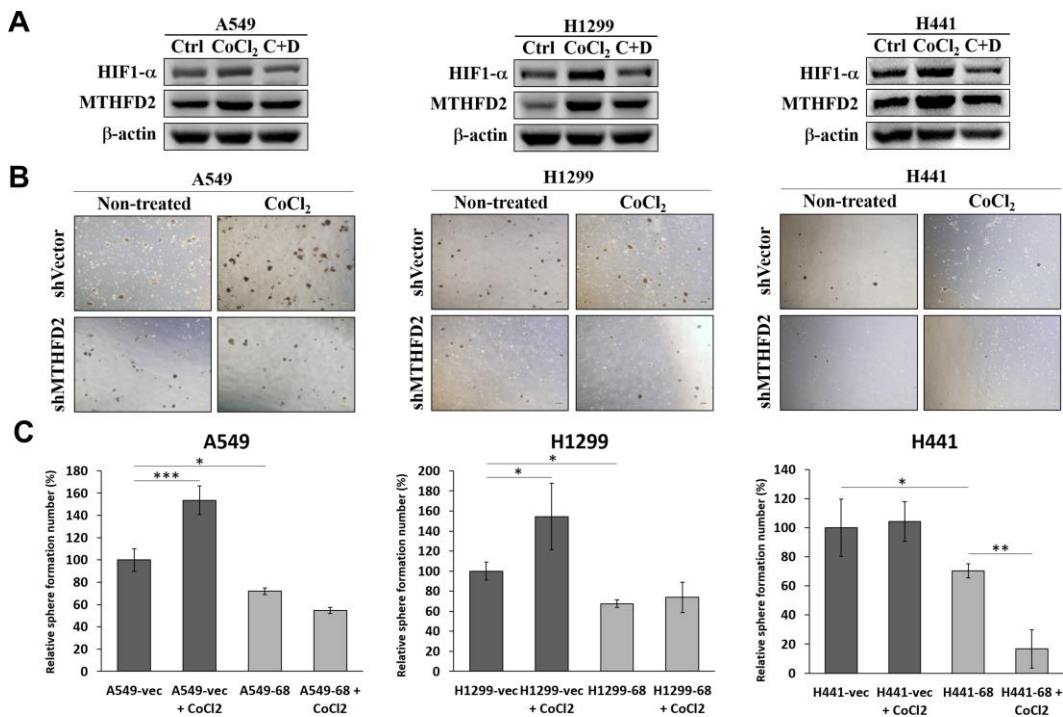 A
A549
Ctrl CoCl2 C+D
HIF1-α
MTHFD2
β-actin
H1299
Ctrl CoCl2 C+D
HIF1-α
MTHFD2
β-actin
H441
Ctrl CoCl2 C+D
HIF1-α
MTHFD2
β-actin
B
A549
Non-treated CoCl2
shVector
shMTHFD2
H1299
Non-treated CoCl2
shVector
shMTHFD2
H441
Non-treated CoCl2
shVector
shMTHFD2
C
A549
Relative sphere formation number (%)
180
160
140
120
100
80
60
40
20
0
***
*
A549-vec
A549-vec + CoCl2
A549-68
A549-68 + CoCl2
H1299
Relative sphere formation number (%)
200
180
160
140
120
100
80
60
40
20
0
*
*
H1299-vec
H1299-vec + CoCl2
H1299-68
H1299-68 + CoCl2
H441
Relative sphere formation number (%)
140
120
100
80
60
40
20
0
*
**
H441-vec
H441-vec + CoCl2
H441-68
H441-68 + CoCl2